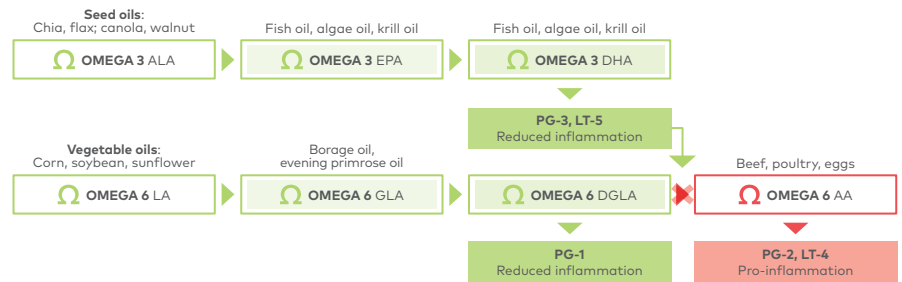 Seed oils:
Chia, flax; canola, walnut
Fish oil, algae oil, krill oil
Fish oil, algae oil, krill oil
Ω OMEGA 3 ALA
Ω OMEGA 3 EPA
Ω OMEGA 3 DHA
PG-3, LT-5
Reduced inflammation
Vegetable oils:
Corn, soybean, sunflower
Borage oil,
evening primrose oil
Beef, poultry, eggs
Ω OMEGA 6 LA
Ω OMEGA 6 GLA
Ω OMEGA 6 DGLA
Ω OMEGA 6 AA
PG-1
Reduced inflammation
PG-2, LT-4
Pro-inflammation